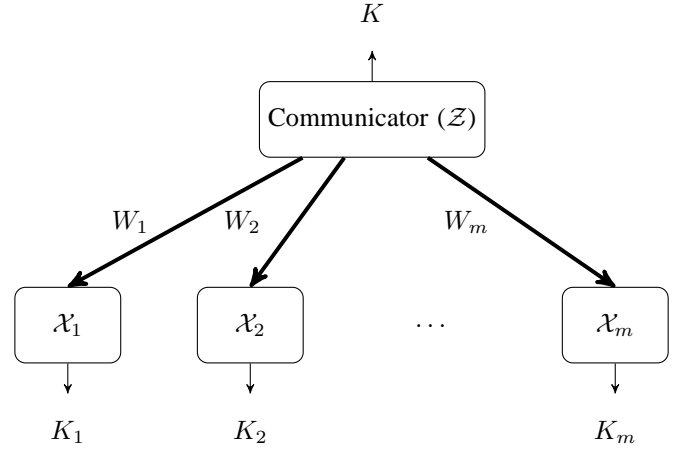 K
Communicator (𝒵)
W₁ W₂ Wₘ
𝒳₁ 𝒳₂ ... 𝒳ₘ
K₁ K₂ Kₘ